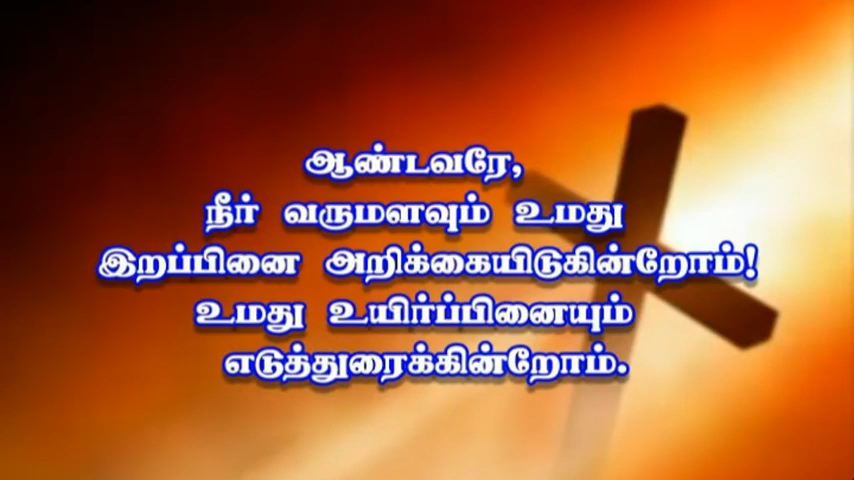 ஆண்டவரே,
நீர் வருமளவும் உமது
இறப்பினை அறிக்கையிடுகின்றோம்!
உமது உயிர்ப்பினையும்
எடுத்துரைக்கின்றோம்.